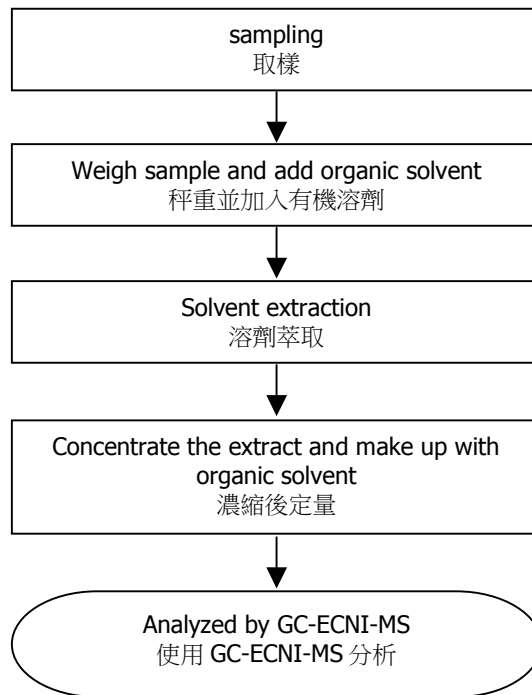 sampling
取樣
Weigh sample and add organic solvent
秤重並加入有機溶劑
Solvent extraction
溶劑萃取
Concentrate the extract and make up with
organic solvent
濃縮後定量
Analyzed by GC-ECNI-MS
使用 GC-ECNI-MS 分析